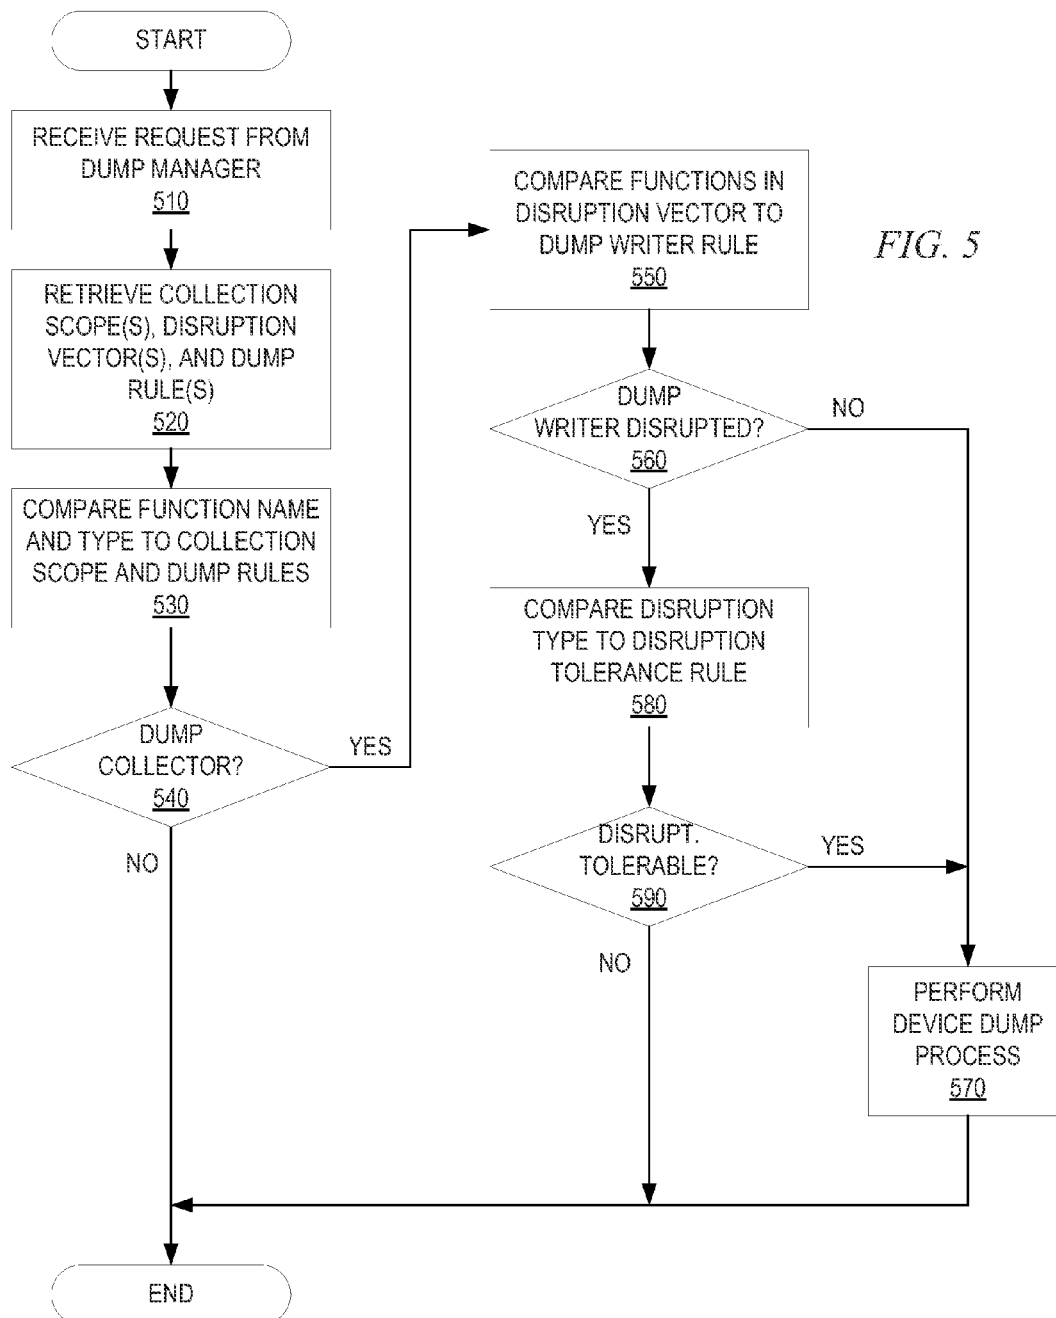 START
RECEIVE REQUEST FROM
DUMP MANAGER
510
RETRIEVE COLLECTION
SCOPE(S), DISRUPTION
VECTOR(S), AND DUMP
RULE(S)
520
COMPARE FUNCTION NAME
AND TYPE TO COLLECTION
SCOPE AND DUMP RULES
530
DUMP
COLLECTOR?
540
YES
NO
COMPARE FUNCTIONS IN
DISRUPTION VECTOR TO
DUMP WRITER RULE
550
FIG. 5
DUMP
WRITER DISRUPTED?
560
NO
YES
COMPARE DISRUPTION
TYPE TO DISRUPTION
TOLERANCE RULE
580
DISRUPT.
TOLERABLE?
590
YES
NO
PERFORM
DEVICE DUMP
PROCESS
570
END